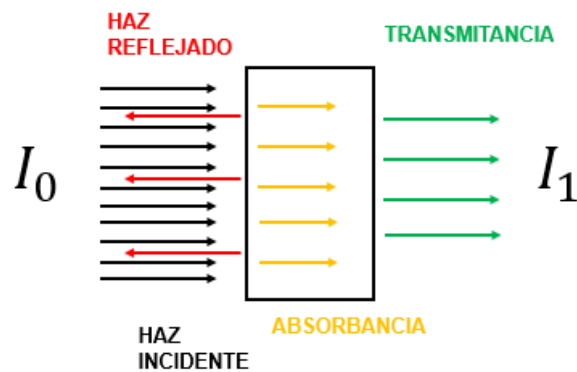 HAZ
REFLEJADO
TRANSMITANCIA
I₀
I₁
ABSORBANCIA
HAZ
INCIDENTE